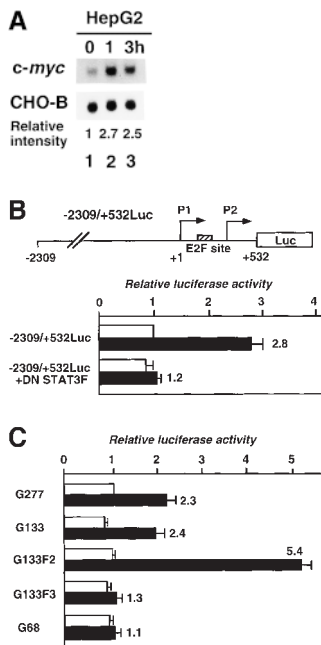 A
HepG2
0 1 3h
c-myc
CHO-B
Relative intensity 1 2.7 2.5
1 2 3
B
-2309/+532Luc
P1 P2
E2F site
Luc
-2309 +1 +532
Relative luciferase activity
0 1 2 3 4
-2309/+532Luc
2.8
-2309/+532Luc
+DN STAT3F
1.2
C
Relative luciferase activity
0 1 2 3 4 5
G277
2.3
G133
2.4
G133F2
5.4
G133F3
1.3
G68
1.1